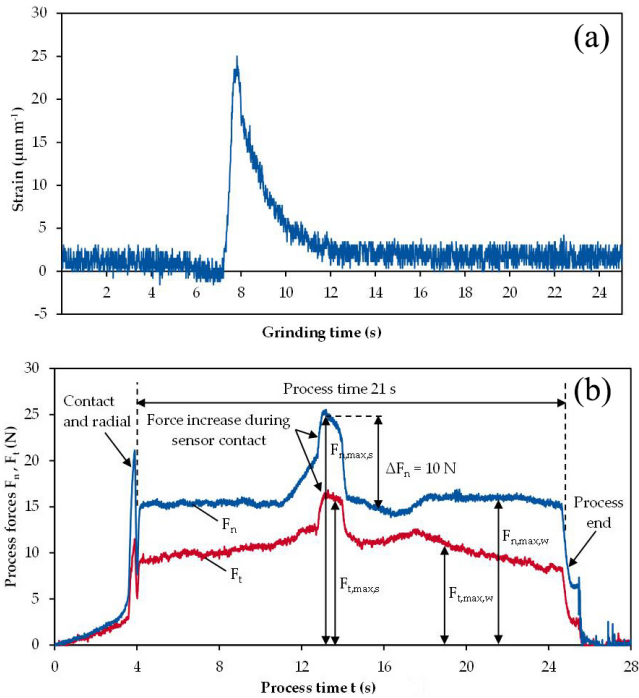 30
(a)
25
20
15
10
5
0
-5
Strain (µm m⁻¹)
2 4 6 8 10 12 14 16 18 20 22 24
Grinding time (s)
(b)
30
25
20
15
10
5
0
Process forces Fₙ, Fₜ (N)
Process time 21 s
Contact
and radial
Force increase during
sensor contact
Fₙ,max,s
ΔFₙ = 10 N
Fₙ
Fₜ
Fₜ,max,s
Fₜ,max,w
Fₙ,max,w
Process
end
0 4 8 12 16 20 24 28
Process time t (s)